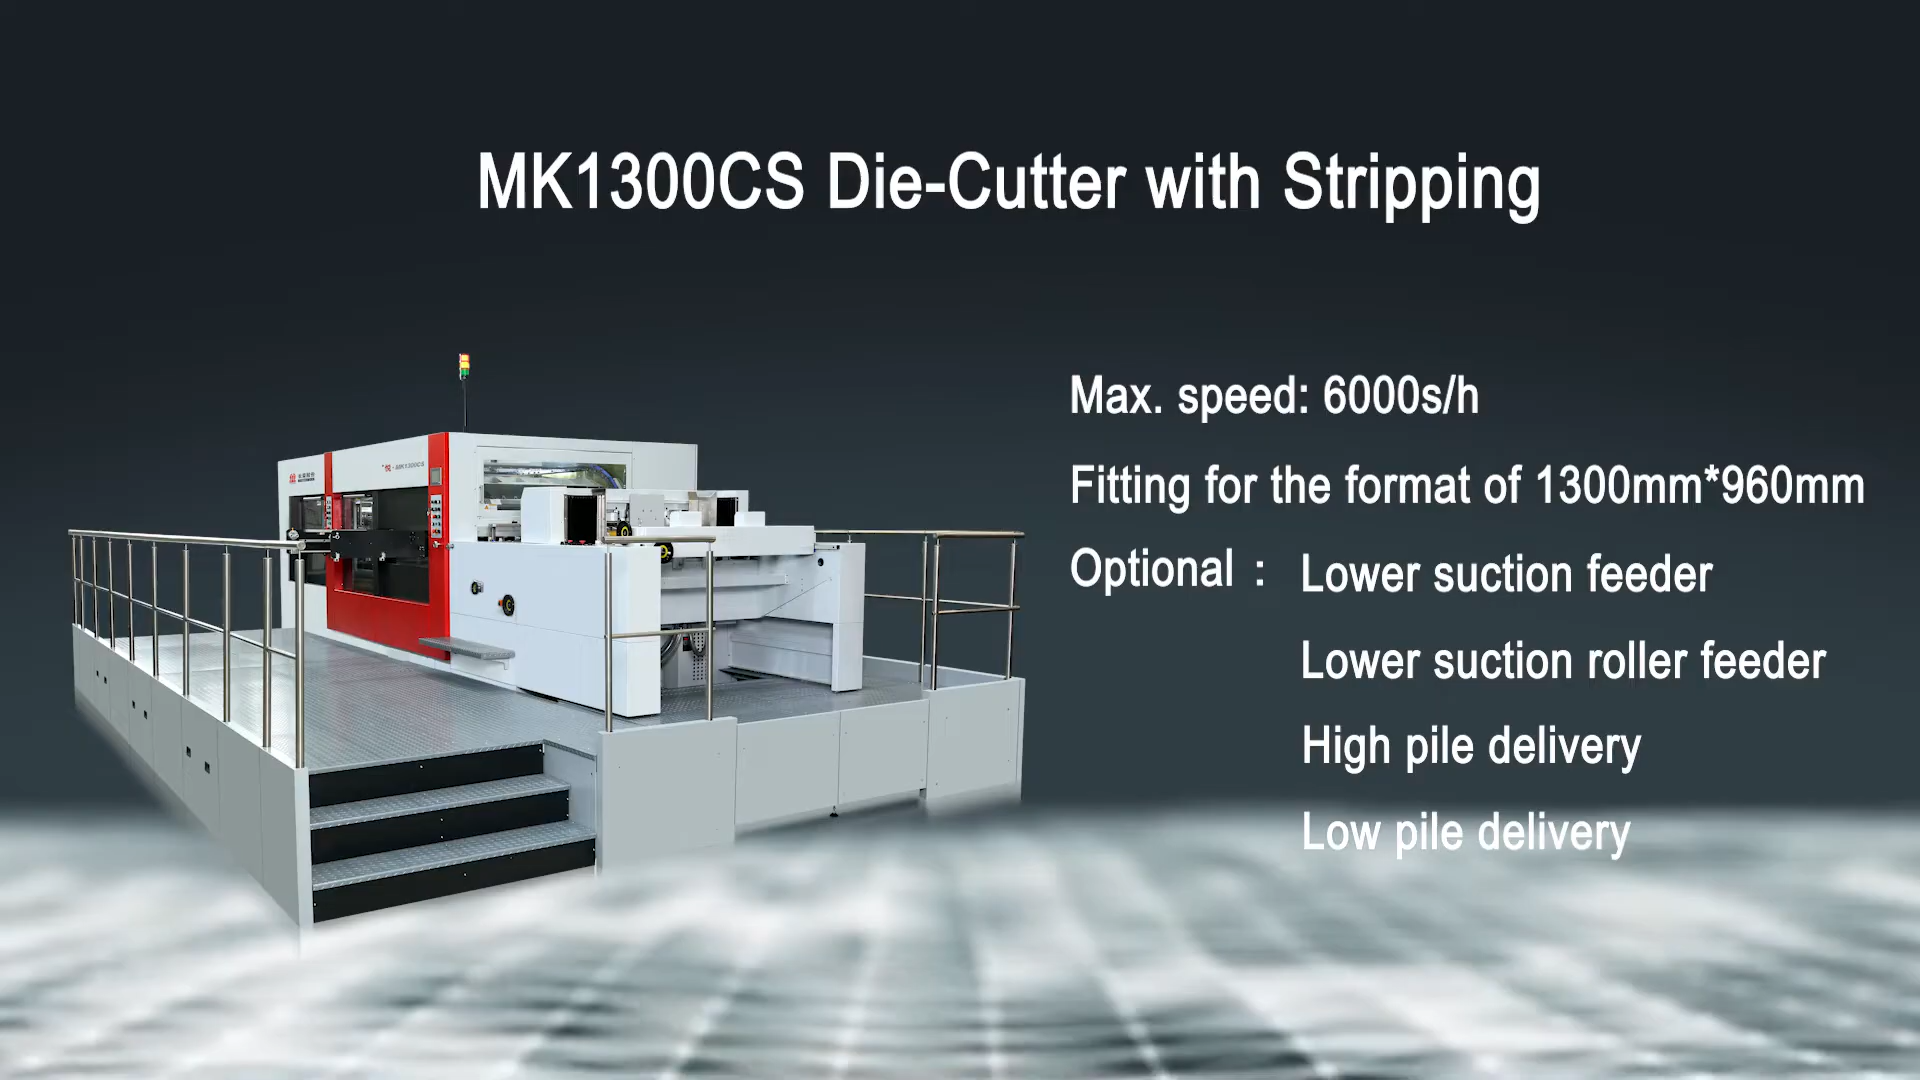 MK1300CS Die-Cutter with Stripping
Max. speed: 6000s/h
Fitting for the format of 1300mm*960mm
Optional : Lower suction feeder
Lower suction roller feeder
High pile delivery
Low pile delivery
MK1300CS